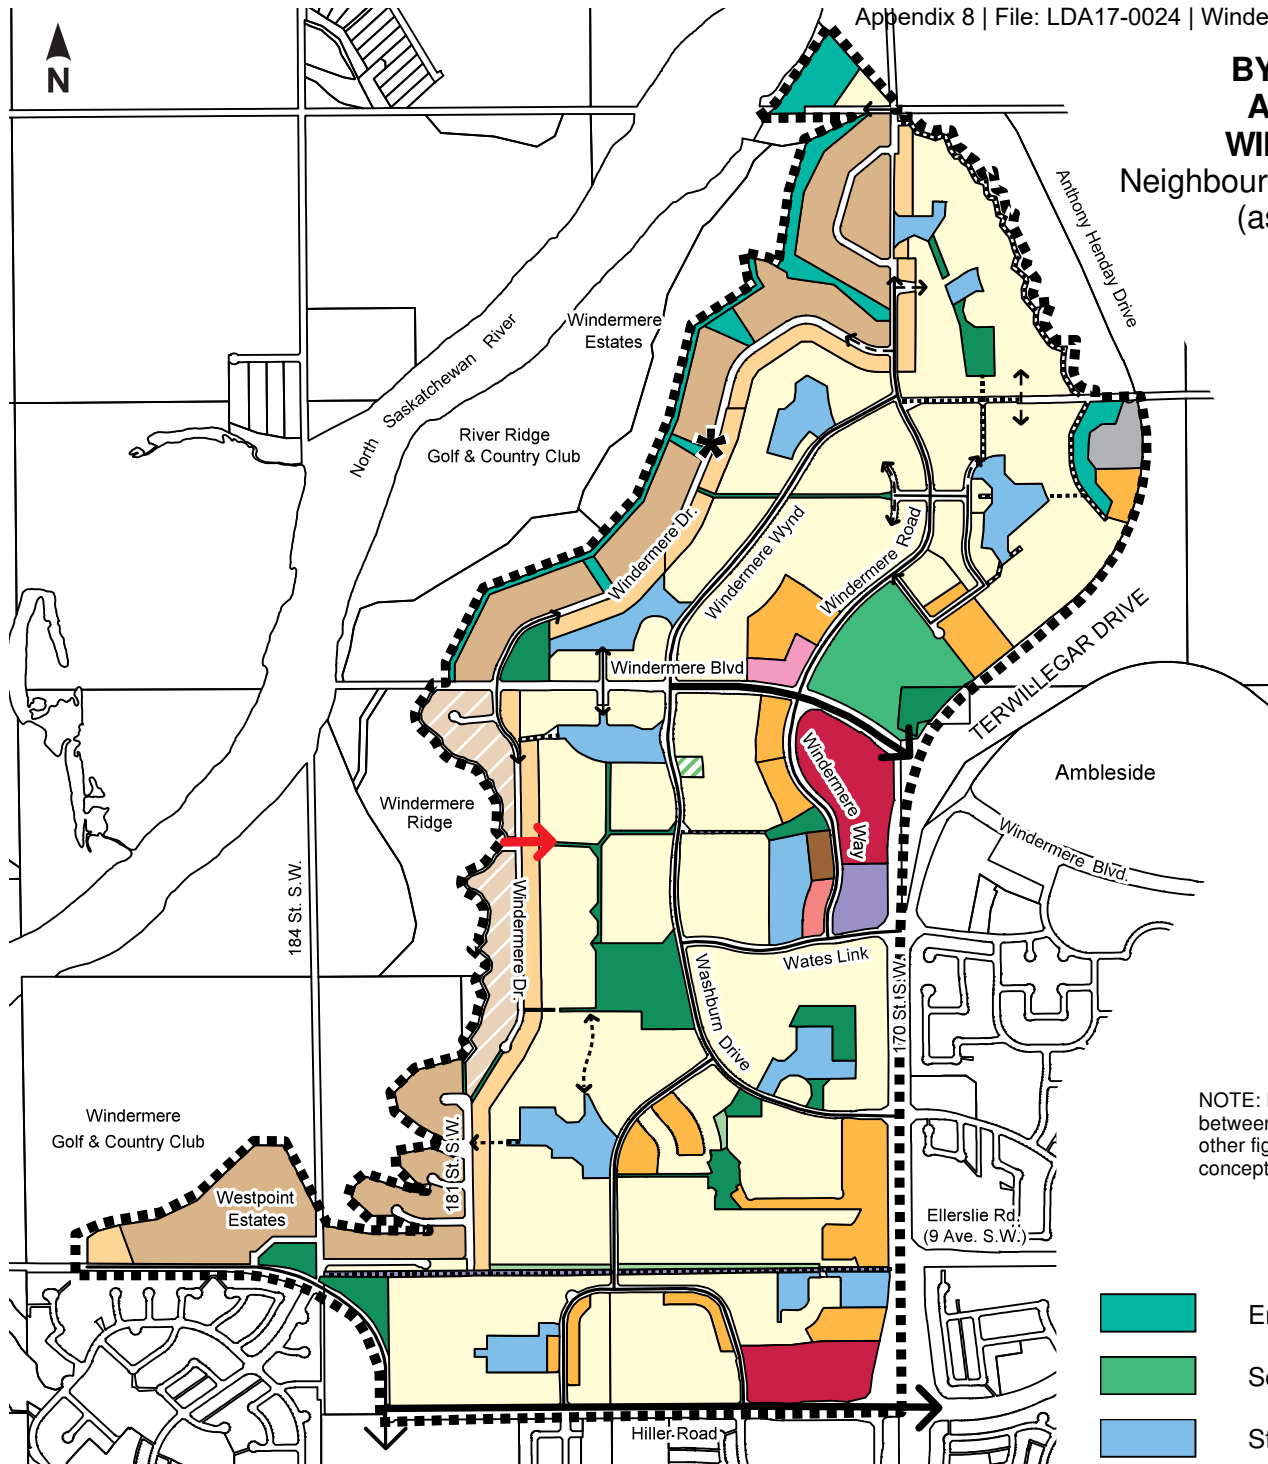 Appendix 8 | File: LDA17-0024 | Winde
BY
A
WI
Neighbour
(as
N
Anthony Henday Drive
North Saskatchewan River
Windermere
Estates
River Ridge
Golf & Country Club
Windermere Dr.
Windermere Wynd
Windermere Road
Windermere Blvd
TERWILLEGAR DRIVE
Windermere Way
Ambleside
Windermere
Ridge
Windermere Blvd.
184 St. S.W.
Windermere Dr.
Wates Link
Washburn Drive
170 St. S.W.
Windermere
Golf & Country Club
181 St. S.W.
Westpoint
Estates
Ellerslie Rd.
(9 Ave. S.W.)
NOTE:
between
other fig
concept
Hiller Road
En
Sc
St